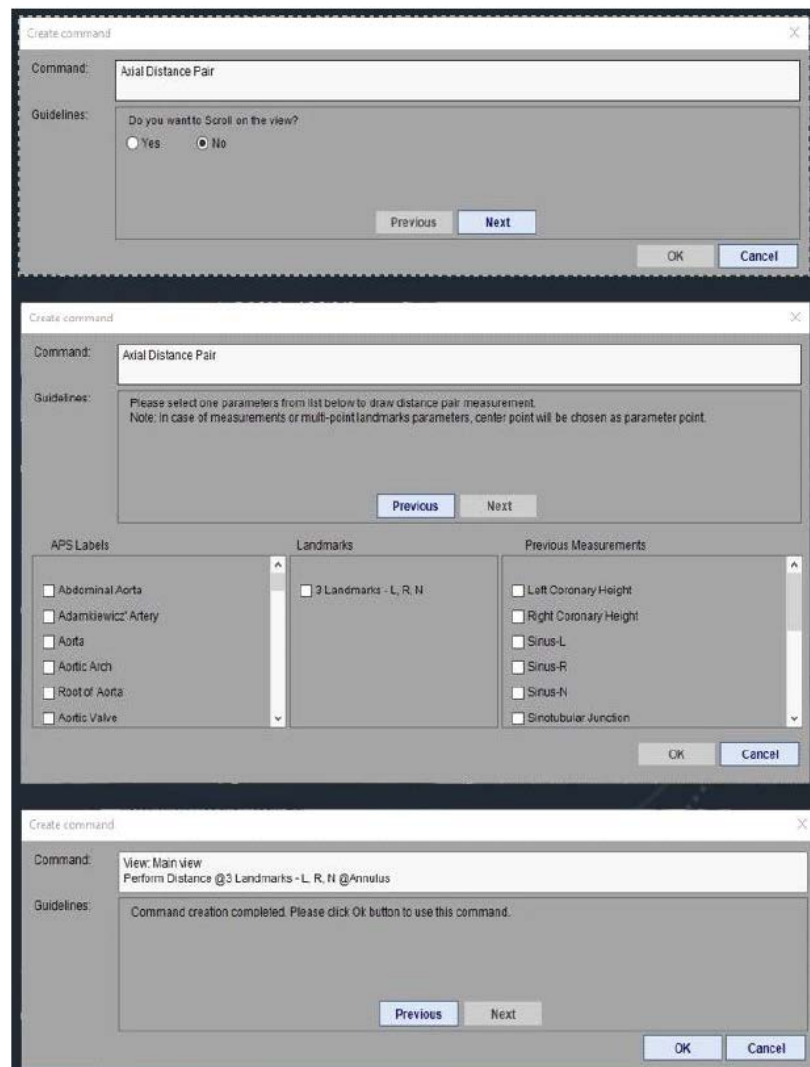 Create command
Command:
Axial Distance Pair
Guidelines:
Do you want to Scroll on the view?
Yes No
Previous Next
OK Cancel
Create command
Command:
Axial Distance Pair
Guidelines:
Please select one parameters from list below to draw distance pair measurement.
Note: In case of measurements or multi-point landmarks parameters, center point will be chosen as parameter point.
Previous Next
APS Labels Landmarks Previous Measurements
Abdominal Aorta 3 Landmarks - L, R, N Left Coronary Height
Adamkiewicz' Artery Right Coronary Height
Aorta Sinus-L
Aortic Arch Sinus-R
Root of Aorta Sinus-N
Aortic Valve Sinotubular Junction
OK Cancel
Create command
Command:
View: Main view
Perform Distance @3 Landmarks - L, R, N @Annulus
Guidelines:
Command creation completed. Please click Ok button to use this command.
Previous Next
OK Cancel